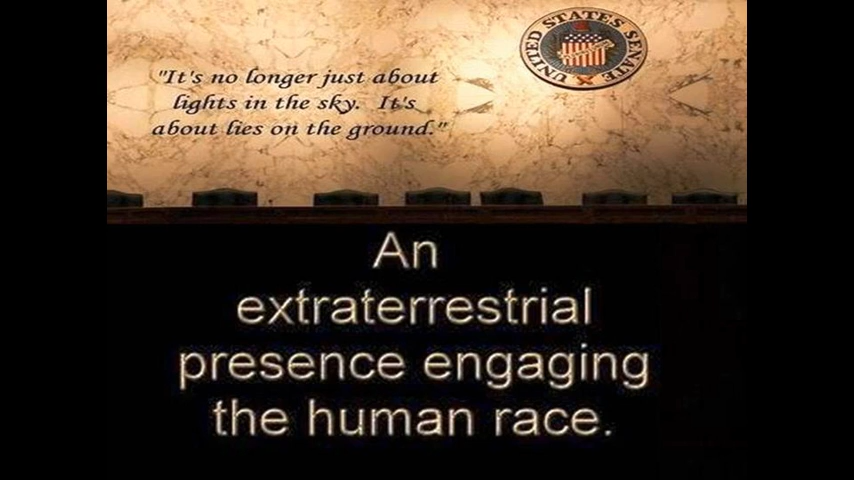 "It's no longer just about
lights in the sky. It's
about lies on the ground."
UNITED STATES SENATE
An
extraterrestrial
presence engaging
the human race.